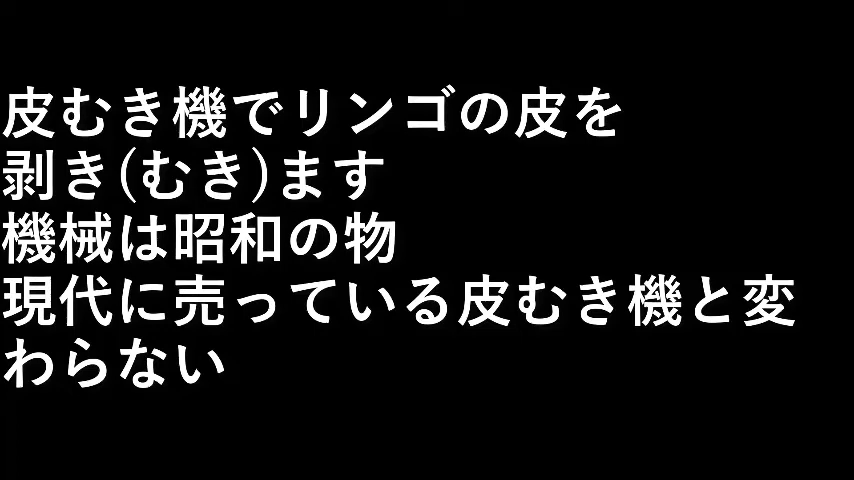 皮むき機でリンゴの皮を
剥き(むき)ます
機械は昭和の物
現代に売っている皮むき機と変
わらない